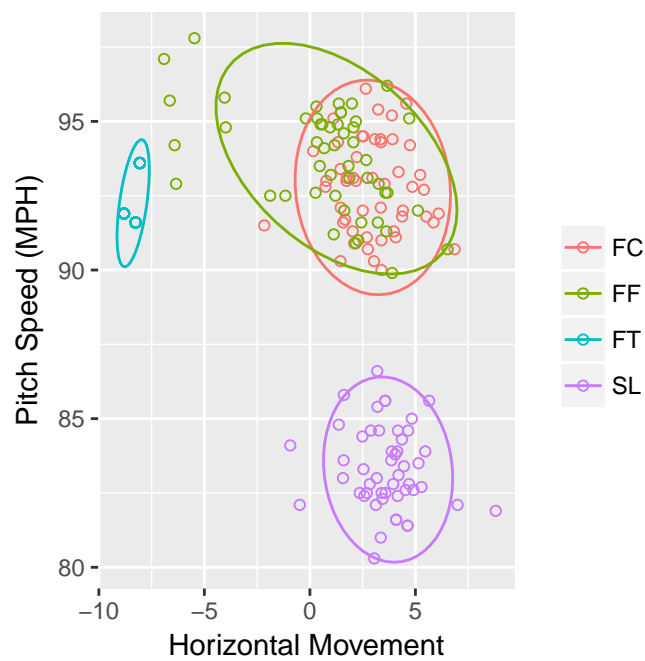 95
90
85
80
−10
−5
0
5
Horizontal Movement
Pitch Speed (MPH)
FC
FF
FT
SL